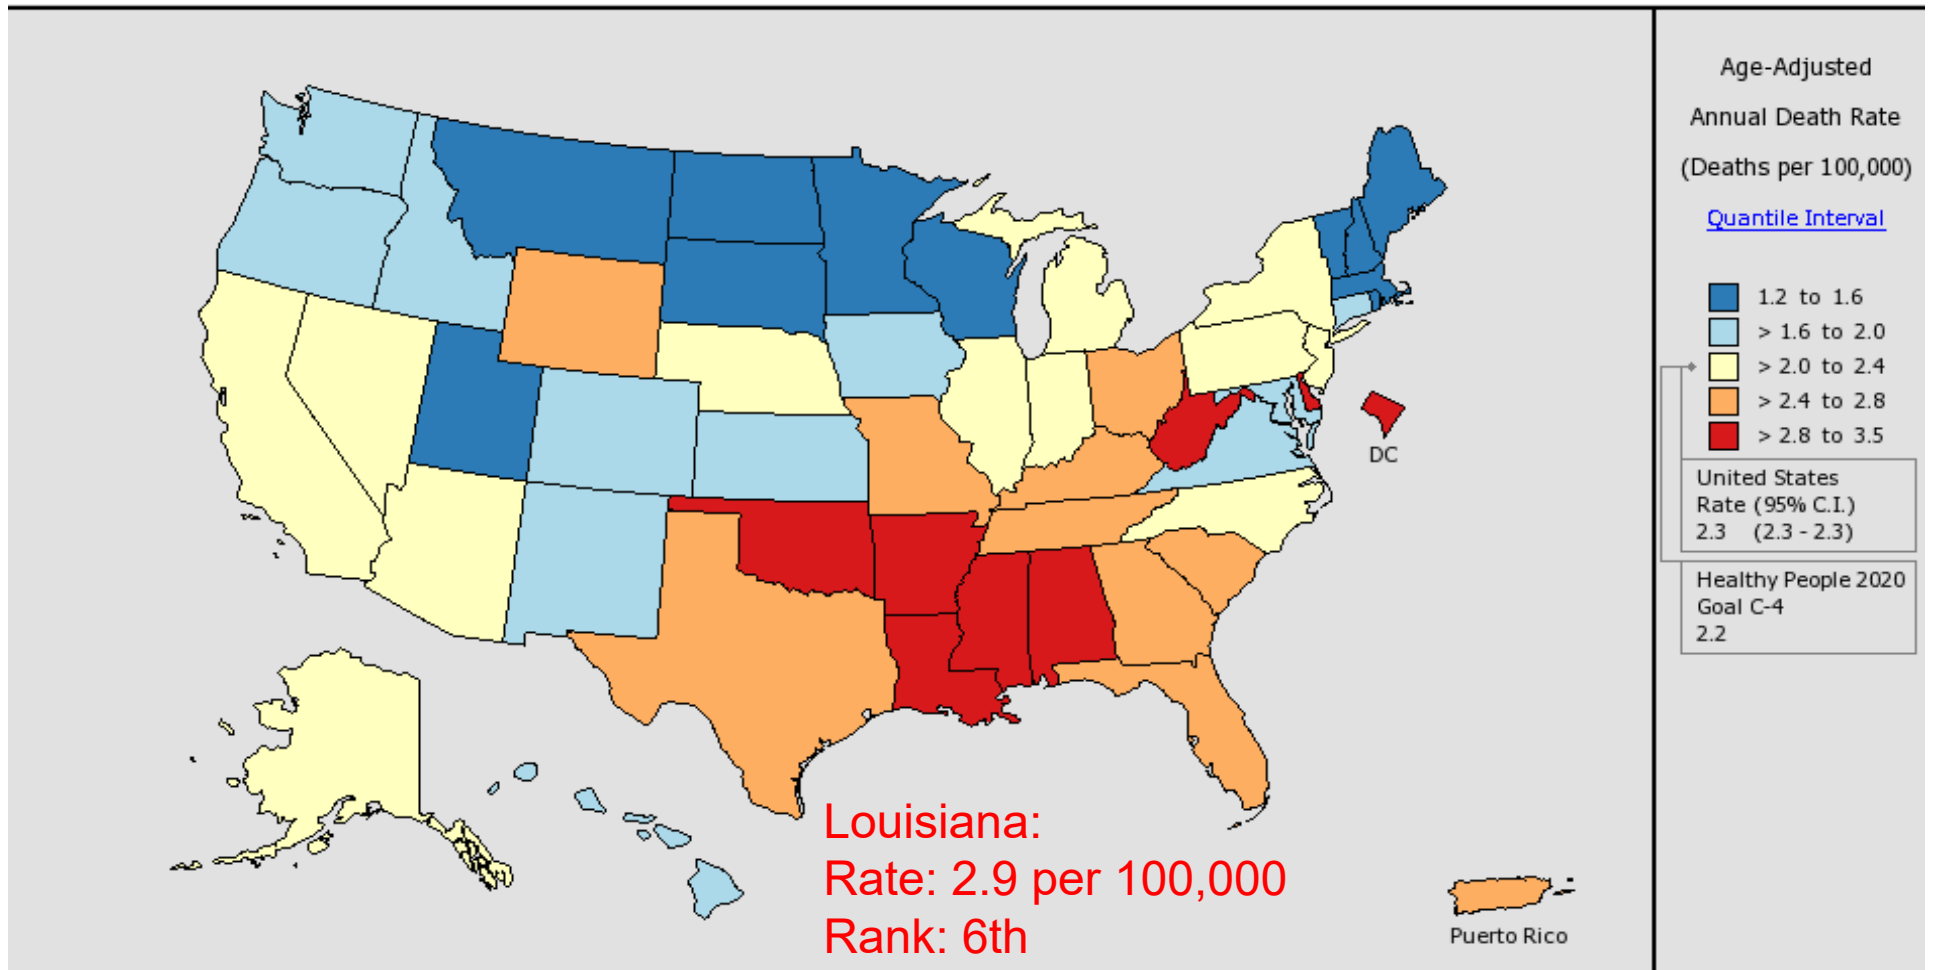 Age-Adjusted
Annual Death Rate
(Deaths per 100,000)
Quantile Interval
1.2 to 1.6
> 1.6 to 2.0
> 2.0 to 2.4
> 2.4 to 2.8
> 2.8 to 3.5
United States
Rate (95% C.I.)
2.3 (2.3 - 2.3)
Healthy People 2020
Goal C-4
2.2
DC
Louisiana:
Rate: 2.9 per 100,000
Rank: 6th
Puerto Rico